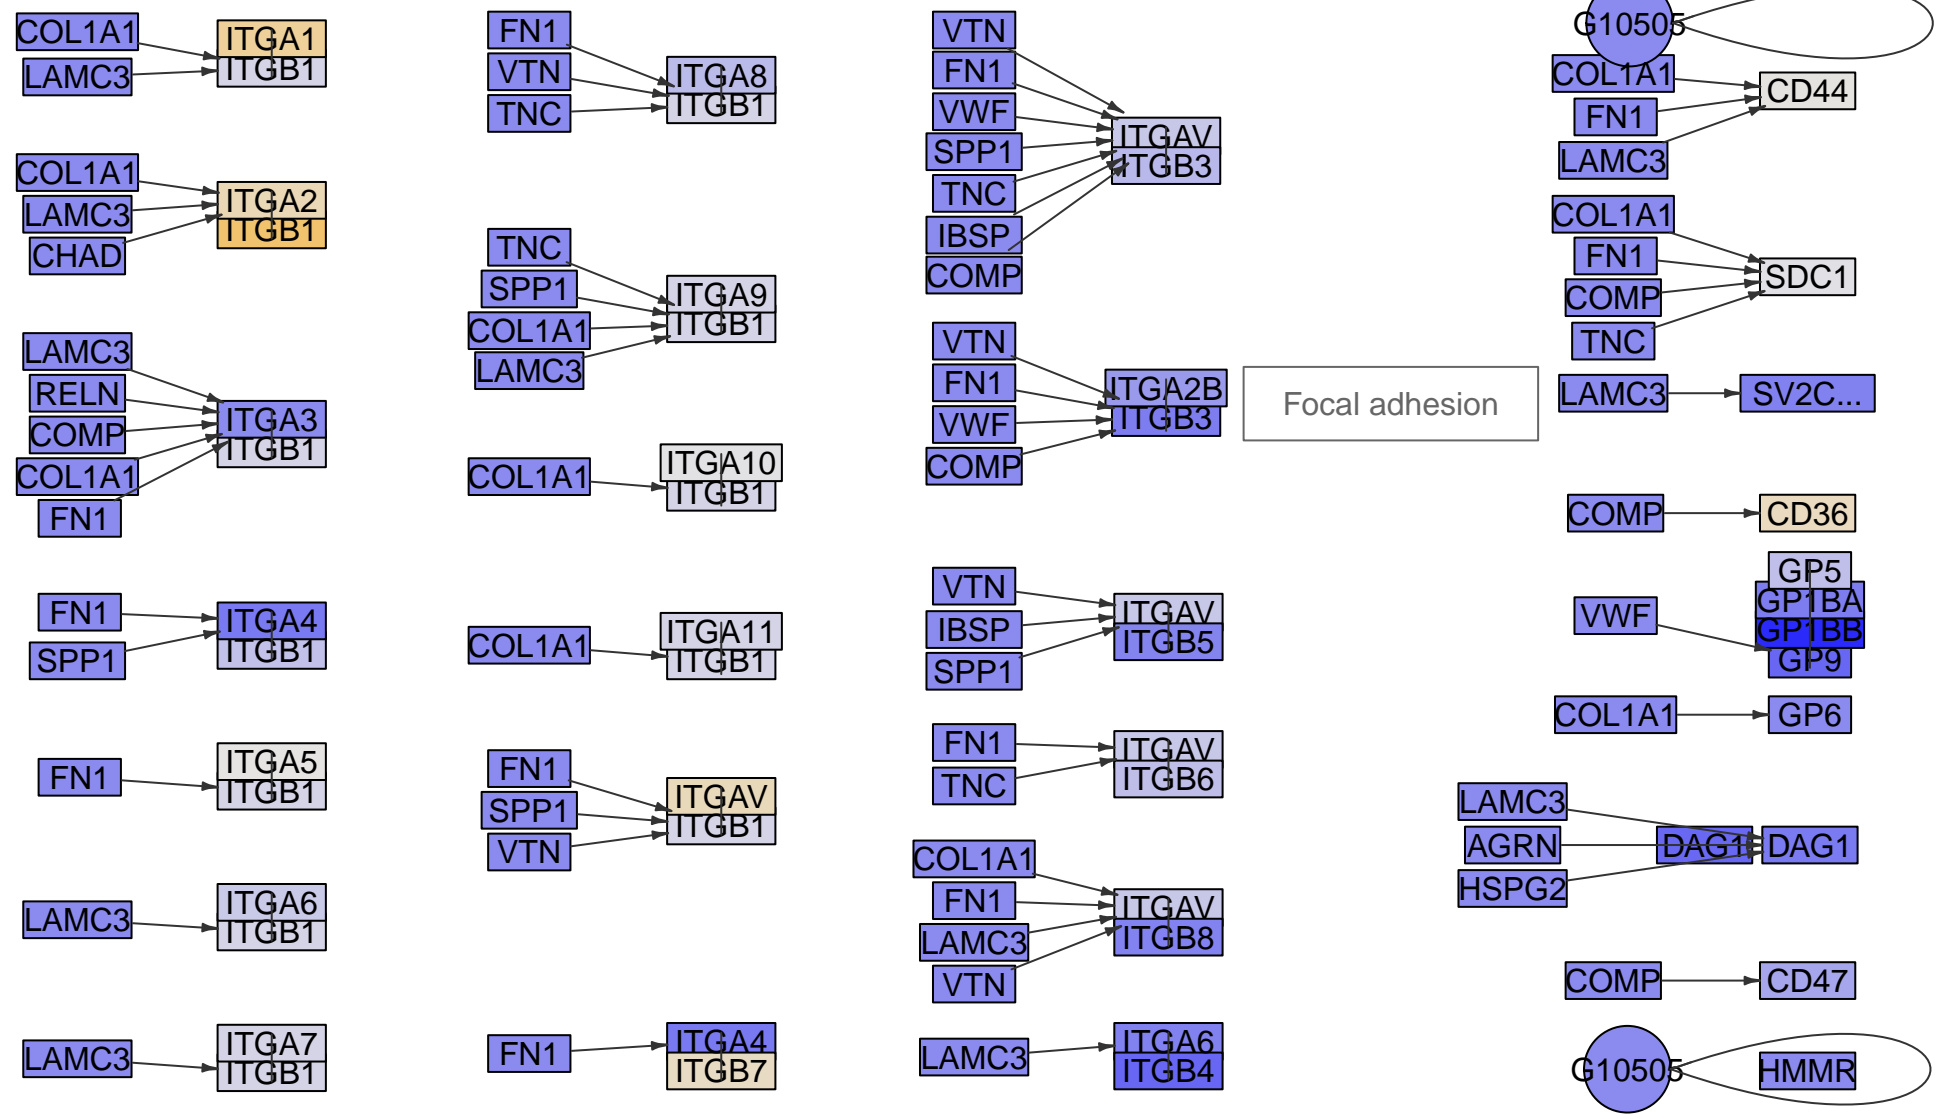 COL1A1
LAMC3
ITGA1
ITGB1
COL1A1
LAMC3
CHAD
ITGA2
ITGB1
LAMC3
RELN
COMP
COL1A1
FN1
ITGA3
ITGB1
FN1
SPP1
ITGA4
ITGB1
FN1
ITGA5
ITGB1
LAMC3
ITGA6
ITGB1
LAMC3
ITGA7
ITGB1
FN1
VTN
TNC
ITGA8
ITGB1
TNC
SPP1
COL1A1
LAMC3
ITGA9
ITGB1
COL1A1
ITGA10
ITGB1
COL1A1
ITGA11
ITGB1
FN1
SPP1
VTN
ITGAV
ITGB1
FN1
ITGA4
ITGB7
VTN
FN1
VWF
SPP1
TNC
IBSP
COMP
ITGAV
ITGB3
VTN
FN1
VWF
COMP
ITGA2B
ITGB3
Focal adhesion
VTN
IBSP
SPP1
ITGAV
ITGB5
FN1
TNC
ITGAV
ITGB6
COL1A1
FN1
LAMC3
VTN
ITGAV
ITGB8
LAMC3
ITGA6
ITGB4
G10505
COL1A1
FN1
LAMC3
CD44
COL1A1
FN1
COMP
TNC
SDC1
LAMC3
SV2C...
COMP
CD36
VWF
GP5
GP1BA
GP1BB
GP9
COL1A1
GP6
LAMC3
AGRN
HSPG2
DAG1
DAG1
COMP
CD47
G10505
HMMR